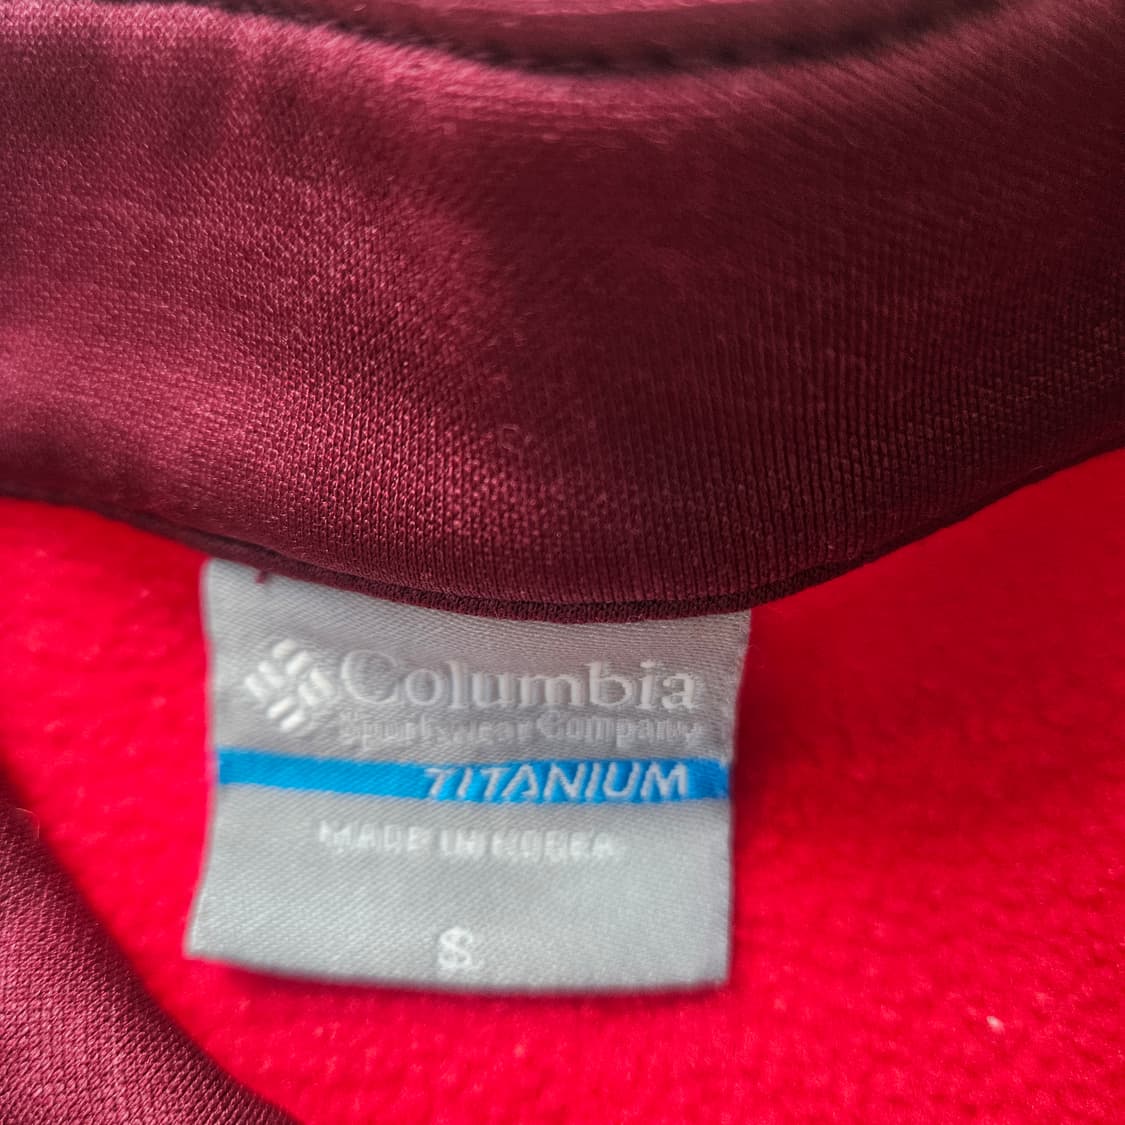 Columbia
Sportswear Company
TITANIUM
MADE IN KOREA
S